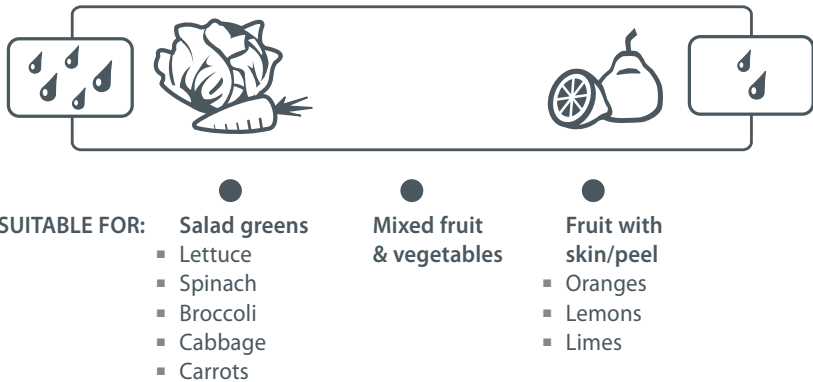 SUITABLE FOR:
Salad greens
▪ Lettuce
▪ Spinach
▪ Broccoli
▪ Cabbage
▪ Carrots
Mixed fruit
& vegetables
Fruit with
skin/peel
▪ Oranges
▪ Lemons
▪ Limes